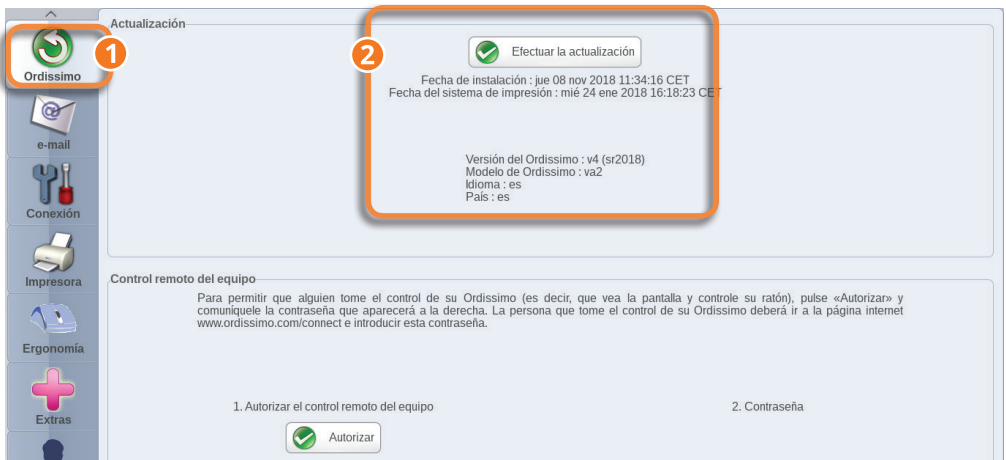 Actualización
1
2
Efectuar la actualización
Ordissimo
Fecha de instalación : jue 08 nov 2018 11:34:16 CET
Fecha del sistema de impresión : mié 24 ene 2018 16:18:23 CET
e-mail
Versión del Ordissimo : v4 (sr2018)
Modelo de Ordissimo : va2
Idioma : es
País : es
Conexión
Impresora
Control remoto del equipo
Para permitir que alguien tome el control de su Ordissimo (es decir, que vea la pantalla y controle su ratón), pulse «Autorizar» y
comuníquele la contraseña que aparecerá a la derecha. La persona que tome el control de su Ordissimo deberá ir a la página internet
www.ordissimo.com/connect e introducir esta contraseña.
Ergonomía
1. Autorizar el control remoto del equipo
2. Contraseña
Extras
Autorizar